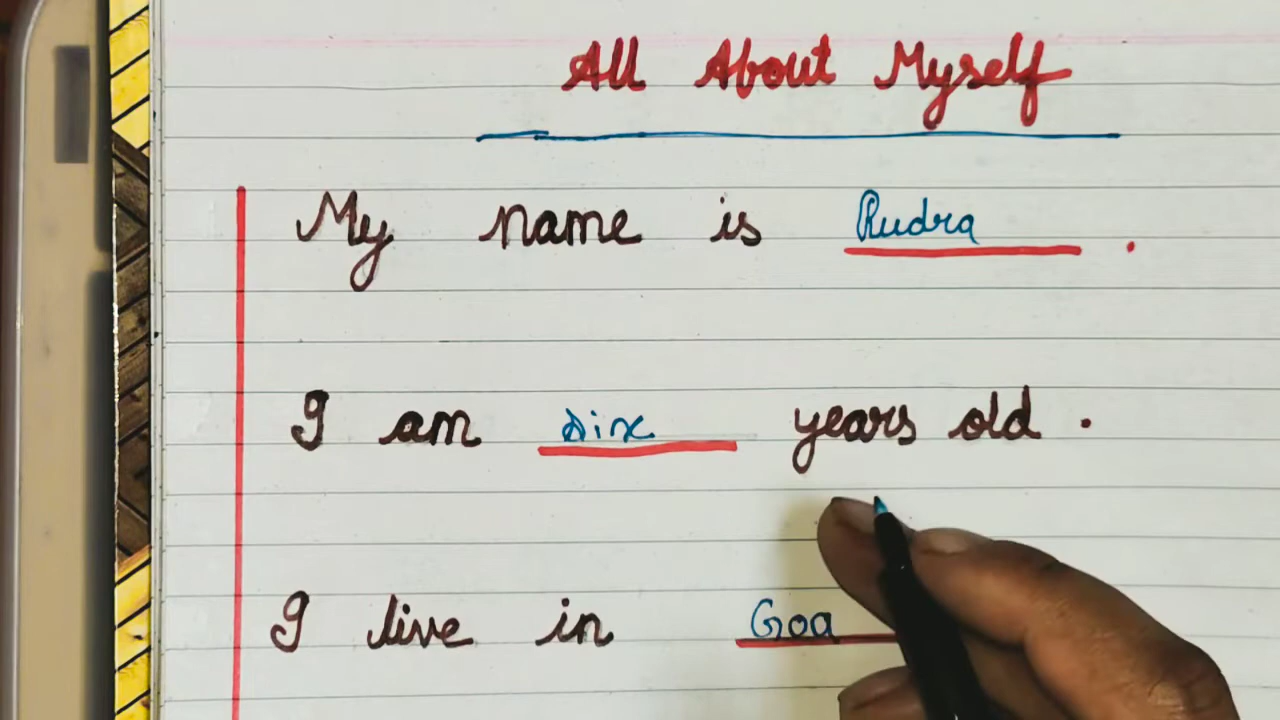 All About Myself
My name is Rudra .
I am six years old .
I live in Goa